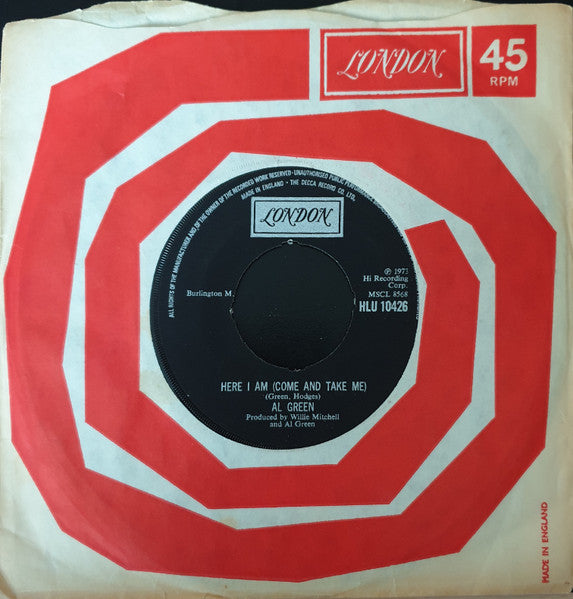 LONDON
45
RPM
ALL RIGHTS OF THE MANUFACTURER AND OF THE OWNER OF THE RECORDED WORK RESERVED · UNAUTHORISED PUBLIC PERFORMANCE
MADE IN ENGLAND · THE DECCA RECORD CO. LTD.
LONDON
Burlington M.
Ⓟ 1973
Hi Recording
Corp.
MSCL 8568
HLU 10426
HERE I AM (COME AND TAKE ME)
(Green, Hodges)
AL GREEN
Produced by Willie Mitchell
and Al Green
MADE IN ENGLAND